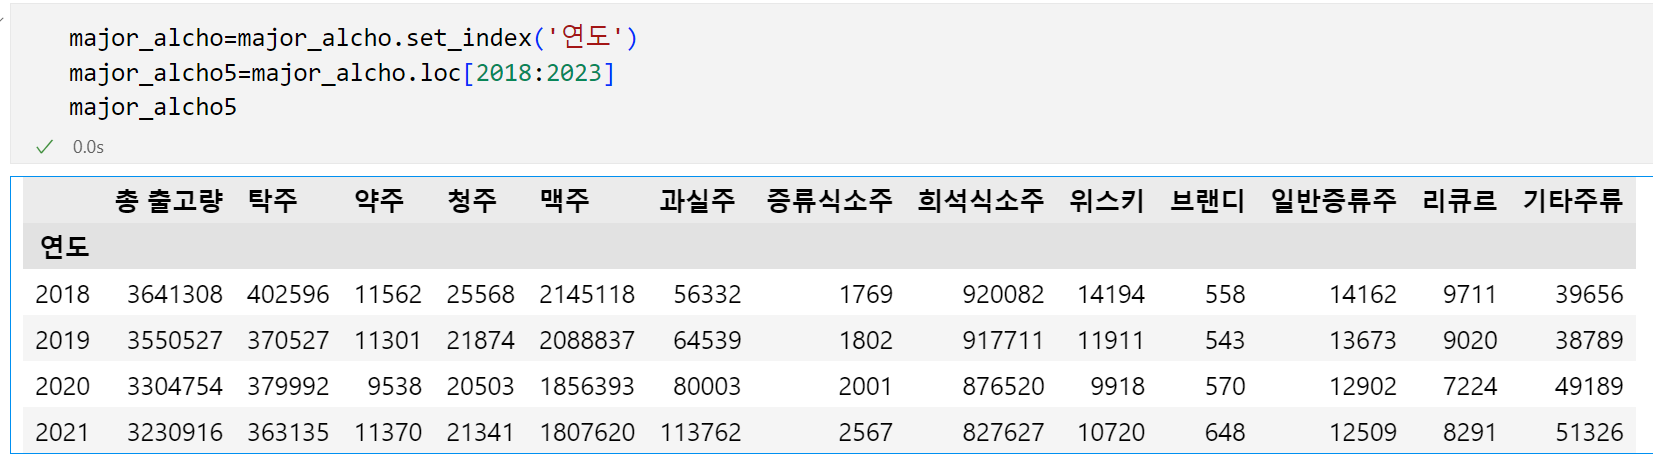 major_alcho=major_alcho.set_index('연도')
major_alcho5=major_alcho.loc[2018:2023]
major_alcho5
0.0s
총 출고량 탁주 약주 청주 맥주 과실주 증류식소주 희석식소주 위스키 브랜디 일반증류주 리큐르 기타주류
연도
2018 3641308 402596 11562 25568 2145118 56332 1769 920082 14194 558 14162 9711 39656
2019 3550527 370527 11301 21874 2088837 64539 1802 917711 11911 543 13673 9020 38789
2020 3304754 379992 9538 20503 1856393 80003 2001 876520 9918 570 12902 7224 49189
2021 3230916 363135 11370 21341 1807620 113762 2567 827627 10720 648 12509 8291 51326